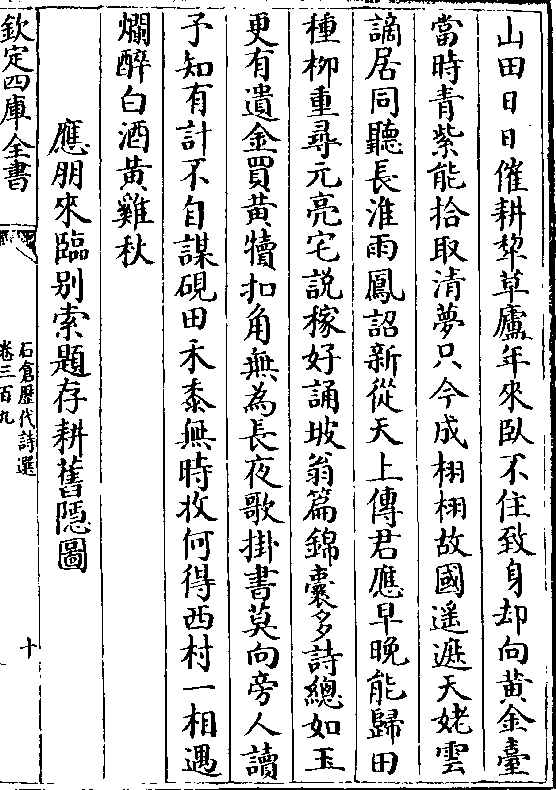 山田日日催耕犂草廬年來臥不住致身却向黃金臺
當時青紫能拾取清夢只今成栩栩故國遥遮天姥雲
謫居同聽長淮雨鳳詔新從天上傳君應早晚能歸田
種柳重尋元亮宅說稼好誦坡翁篇錦囊多詩總如玉
更有遺金買黃犢扣角無為長夜歌掛書莫向旁人讀
予知有計不自謀硯田禾黍無時收何得西村一相遇
爛醉白酒黃雞秋
應朋來臨別索題存耕舊隱圖
欽定四庫全書
石倉歷代詩選
卷三百九
十